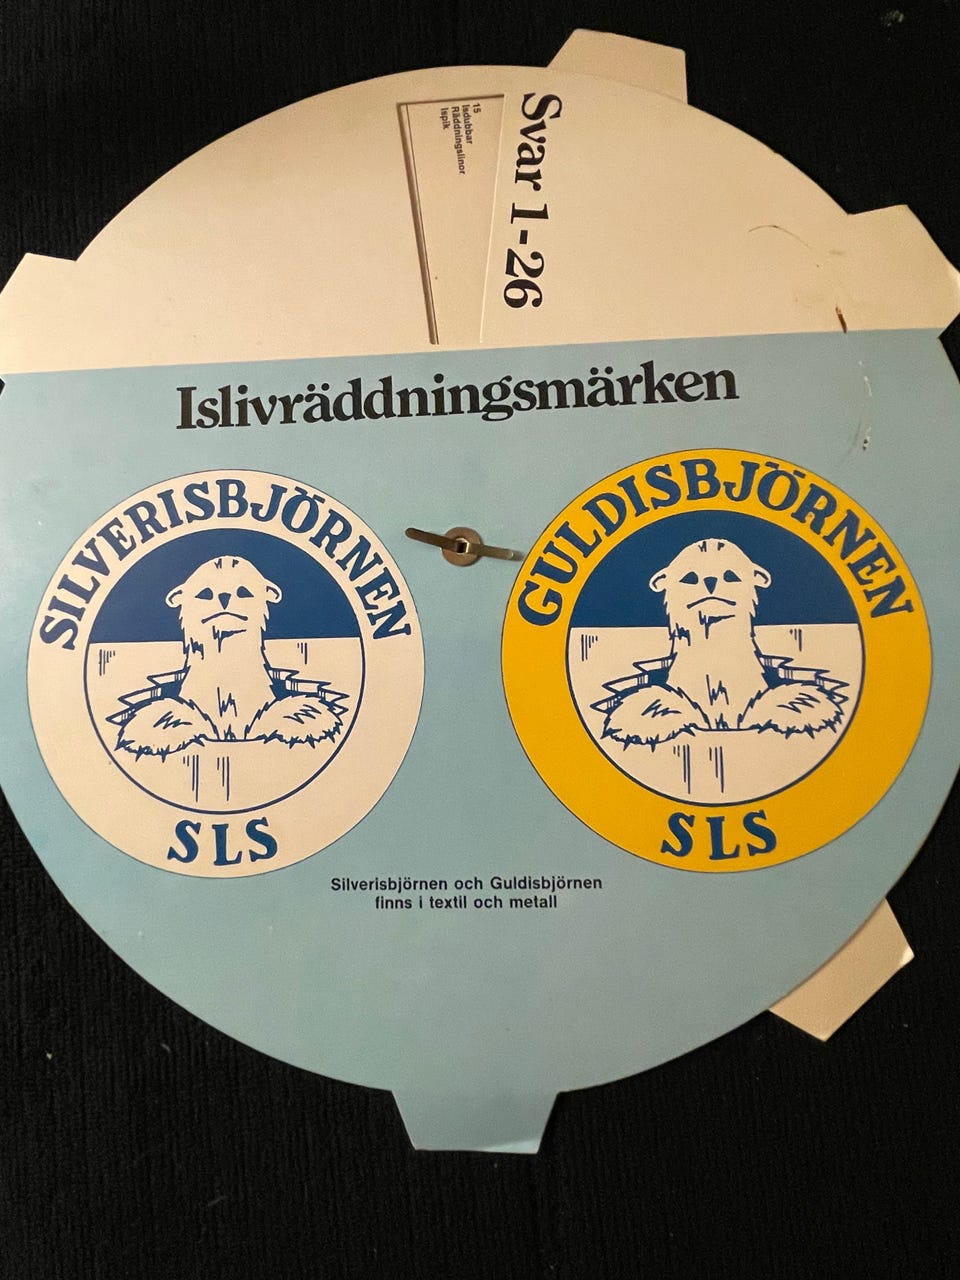 15
Isdubbar
Räddningslinor
Ispik
Svar 1-26
Islivräddningsmärken
SILVERISBJÖRNEN
SLS
GULDISBJÖRNEN
SLS
Silverisbjörnen och Guldisbjörnen
finns i textil och metall